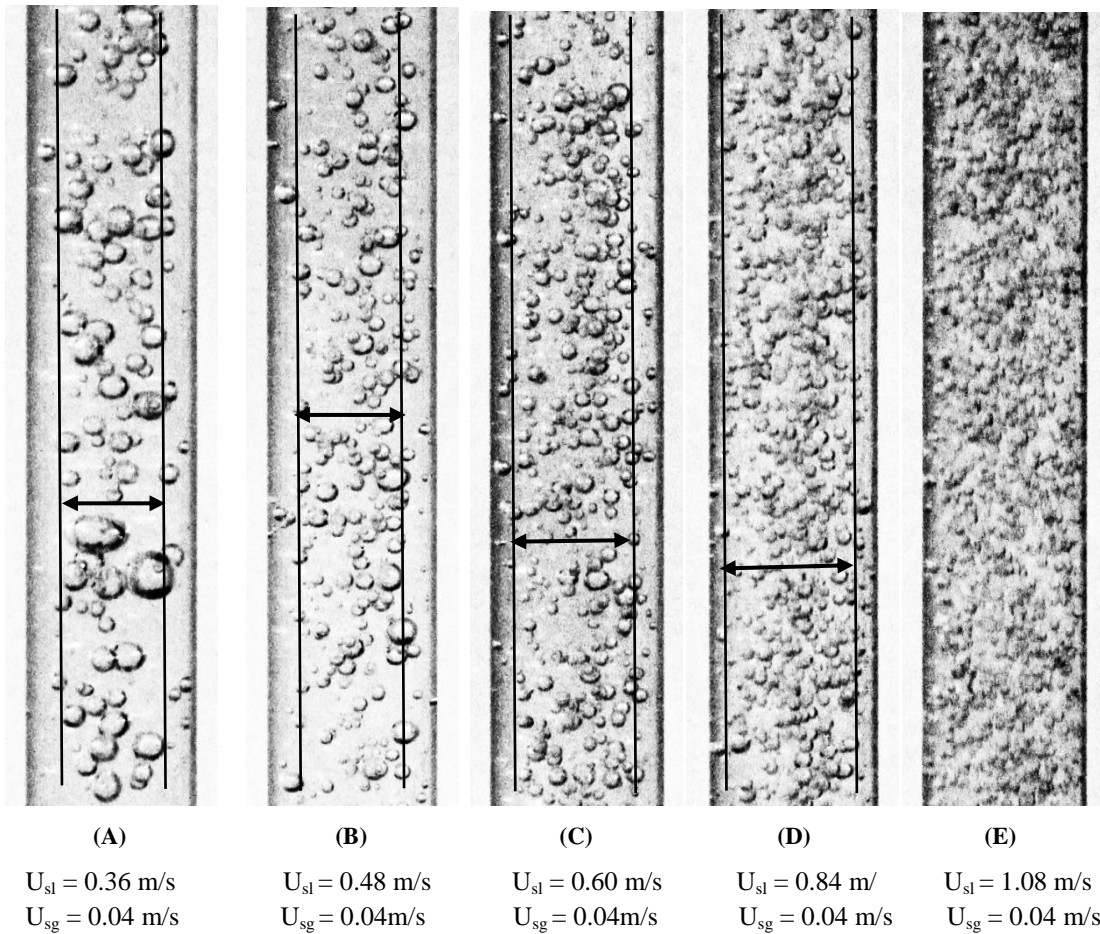 (A) (B) (C) (D) (E)
Usl = 0.36 m/s Usl = 0.48 m/s Usl = 0.60 m/s Usl = 0.84 m/ Usl = 1.08 m/s
Usg = 0.04 m/s Usg = 0.04m/s Usg = 0.04m/s Usg = 0.04 m/s Usg = 0.04 m/s